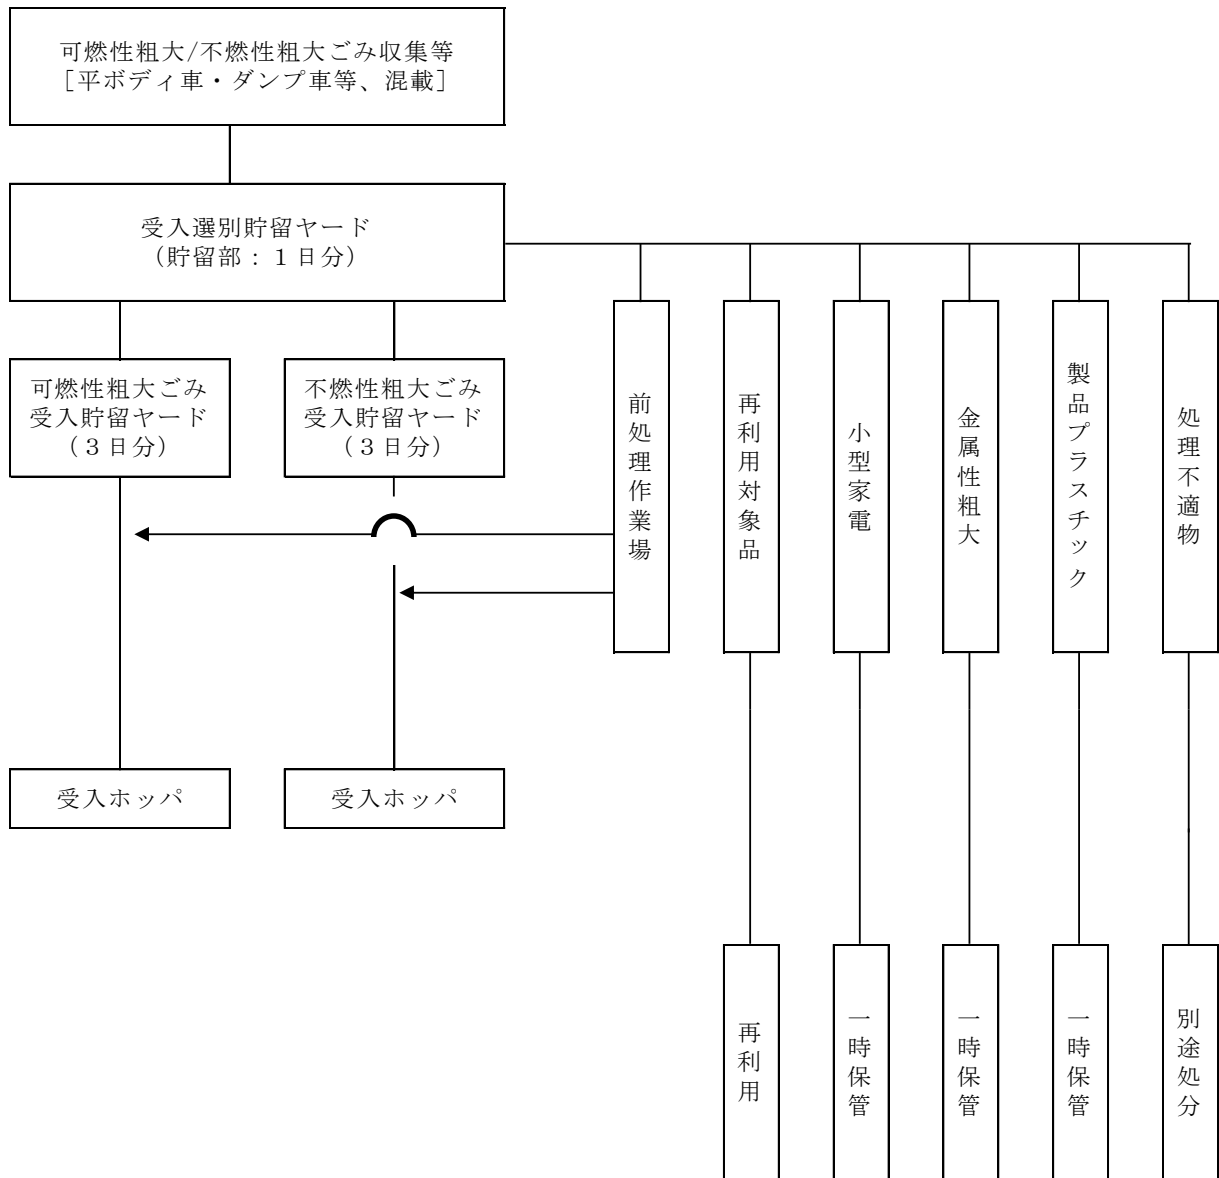 可燃性粗大/不燃性粗大ごみ収集等
［平ボディ車・ダンプ車等、混載］
受入選別貯留ヤード
（貯留部：１日分）
可燃性粗大ごみ
受入貯留ヤード
（３日分）
不燃性粗大ごみ
受入貯留ヤード
（３日分）
前処理作業場
再利用対象品
小型家電
金属性粗大
製品プラスチック
処理不適物
受入ホッパ
受入ホッパ
再利用
一時保管
一時保管
一時保管
別途処分